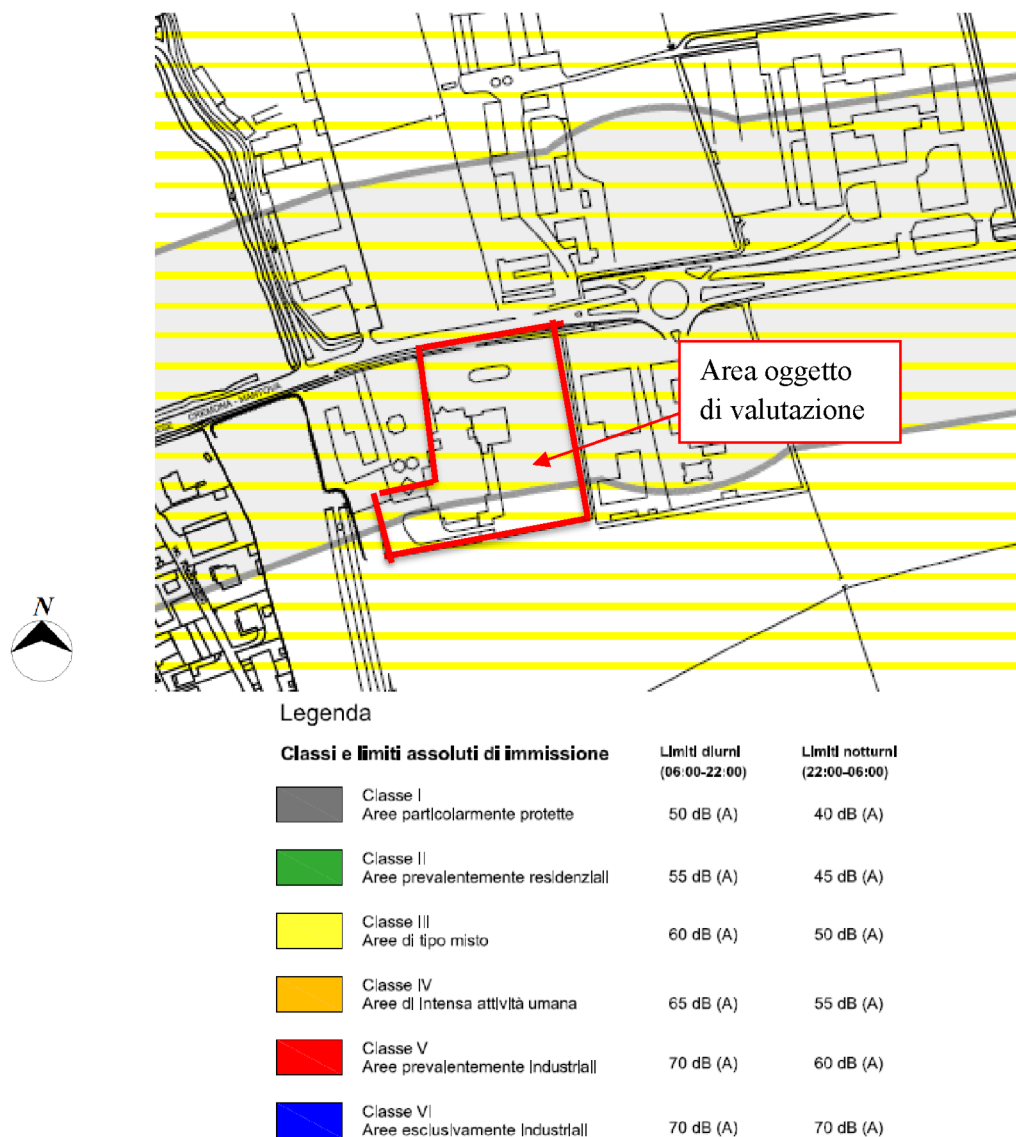 Area oggetto
di valutazione
CREMONA - MANTOVA
N
Legenda
Classi e limiti assoluti di immissione
Limiti diurni
(06:00-22:00)
Limiti notturni
(22:00-06:00)
Classe I
Aree particolarmente protette
50 dB (A)
40 dB (A)
Classe II
Aree prevalentemente residenziali
55 dB (A)
45 dB (A)
Classe III
Aree di tipo misto
60 dB (A)
50 dB (A)
Classe IV
Aree di intensa attività umana
65 dB (A)
55 dB (A)
Classe V
Aree prevalentemente industriali
70 dB (A)
60 dB (A)
Classe VI
Aree esclusivamente industriali
70 dB (A)
70 dB (A)